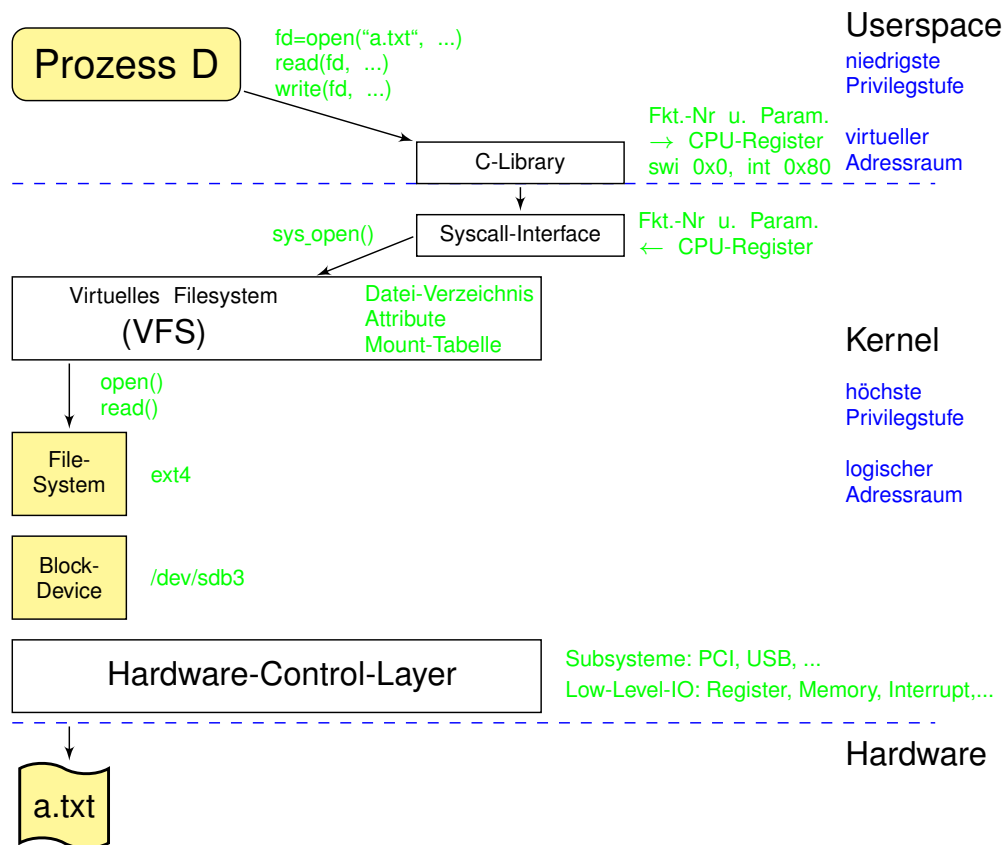 Prozess D
fd=open(“a.txt“, ...)
read(fd, ...)
write(fd, ...)
Userspace
niedrigste
Privilegstufe
virtueller
Adressraum
Fkt.-Nr u. Param.
→ CPU-Register
swi 0x0, int 0x80
C-Library
Syscall-Interface
Fkt.-Nr u. Param.
← CPU-Register
sys_open()
Virtuelles Filesystem
(VFS)
Datei-Verzeichnis
Attribute
Mount-Tabelle
Kernel
höchste
Privilegstufe
logischer
Adressraum
open()
read()
File-
System
ext4
Block-
Device
/dev/sdb3
Hardware-Control-Layer
Subsysteme: PCI, USB, ...
Low-Level-IO: Register, Memory, Interrupt,...
Hardware
a.txt